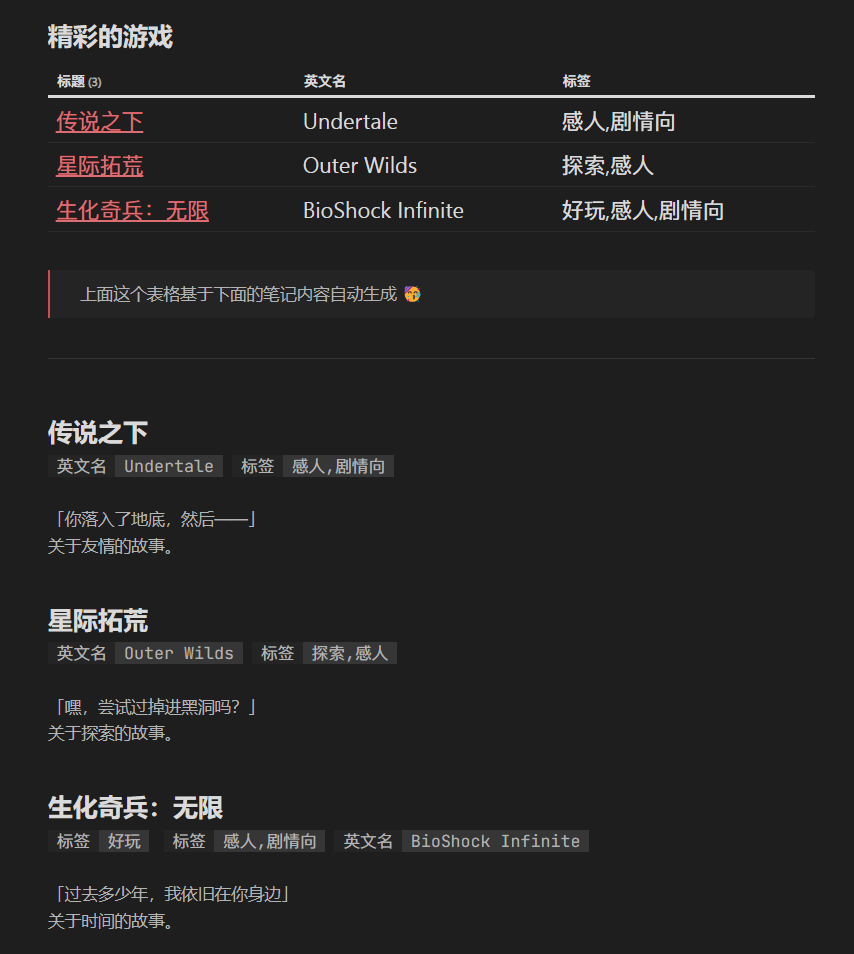 精彩的游戏
标题 (3) 英文名 标签
传说之下 Undertale 感人,剧情向
星际拓荒 Outer Wilds 探索,感人
生化奇兵：无限 BioShock Infinite 好玩,感人,剧情向
上面这个表格基于下面的笔记内容自动生成 🥳
传说之下
英文名 Undertale 标签 感人,剧情向
「你落入了地底，然后——」
关于友情的故事。
星际拓荒
英文名 Outer Wilds 标签 探索,感人
「嘿，尝试过掉进黑洞吗？」
关于探索的故事。
生化奇兵：无限
标签 好玩 标签 感人,剧情向 英文名 BioShock Infinite
「过去多少年，我依旧在你身边」
关于时间的故事。